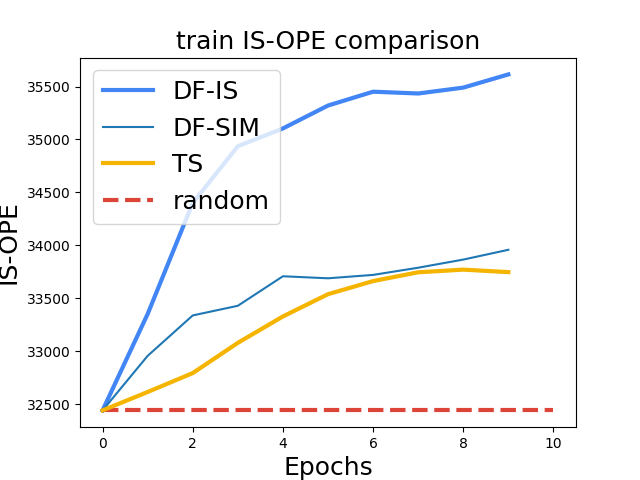 train IS-OPE comparison
DF-IS
DF-SIM
TS
random
IS-OPE
35500
35000
34500
34000
33500
33000
32500
0 2 4 6 8 10
Epochs